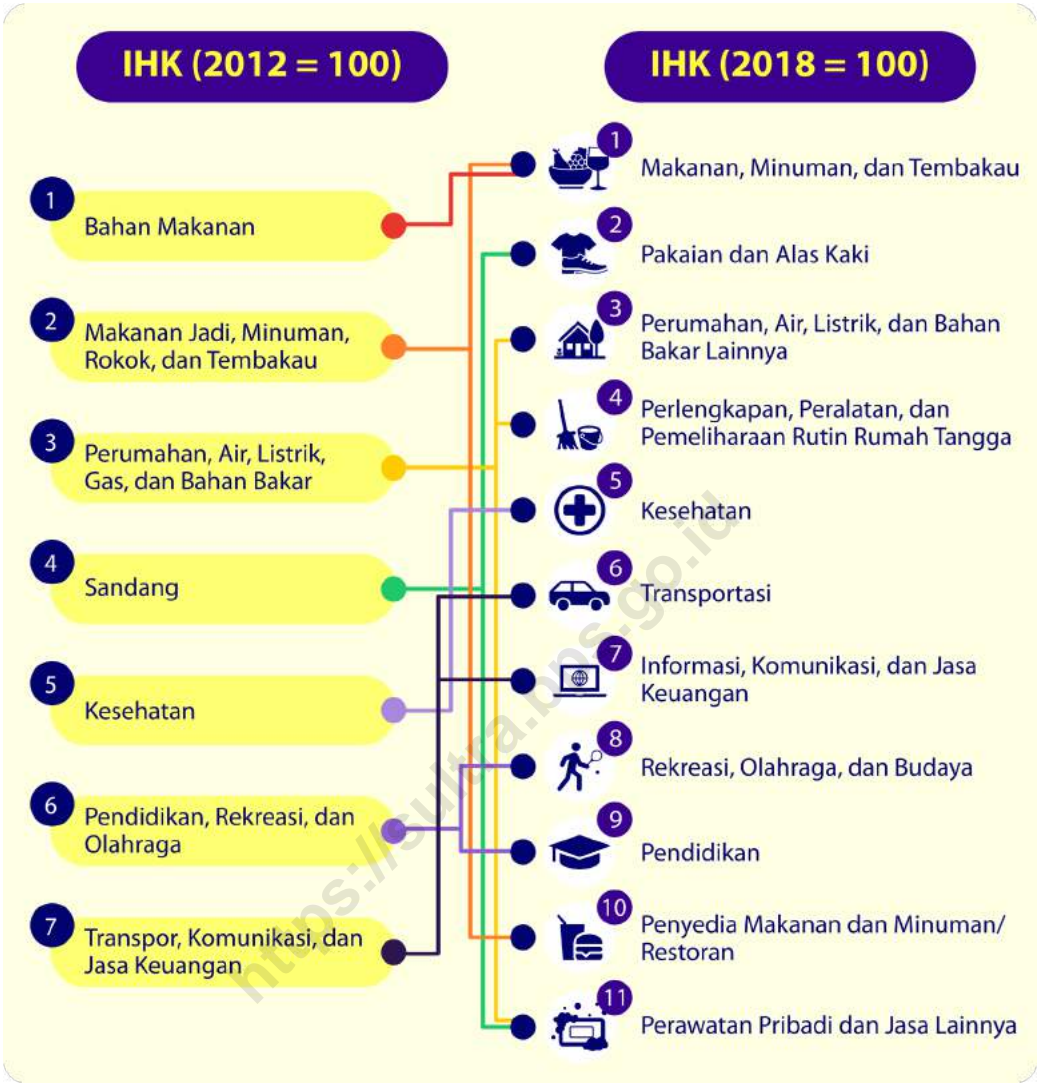 IHK (2012 = 100)
1
Bahan Makanan
2
Makanan Jadi, Minuman,
Rokok, dan Tembakau
3
Perumahan, Air, Listrik,
Gas, dan Bahan Bakar
4
Sandang
5
Kesehatan
6
Pendidikan, Rekreasi, dan
Olahraga
7
Transpor, Komunikasi, dan
Jasa Keuangan
IHK (2018 = 100)
1
Makanan, Minuman, dan Tembakau
2
Pakaian dan Alas Kaki
3
Perumahan, Air, Listrik, dan Bahan
Bakar Lainnya
4
Perlengkapan, Peralatan, dan
Pemeliharaan Rutin Rumah Tangga
5
Kesehatan
6
Transportasi
7
Informasi, Komunikasi, dan Jasa
Keuangan
8
Rekreasi, Olahraga, dan Budaya
9
Pendidikan
10
Penyedia Makanan dan Minuman/
Restoran
11
Perawatan Pribadi dan Jasa Lainnya
https://sultra.bps.go.id